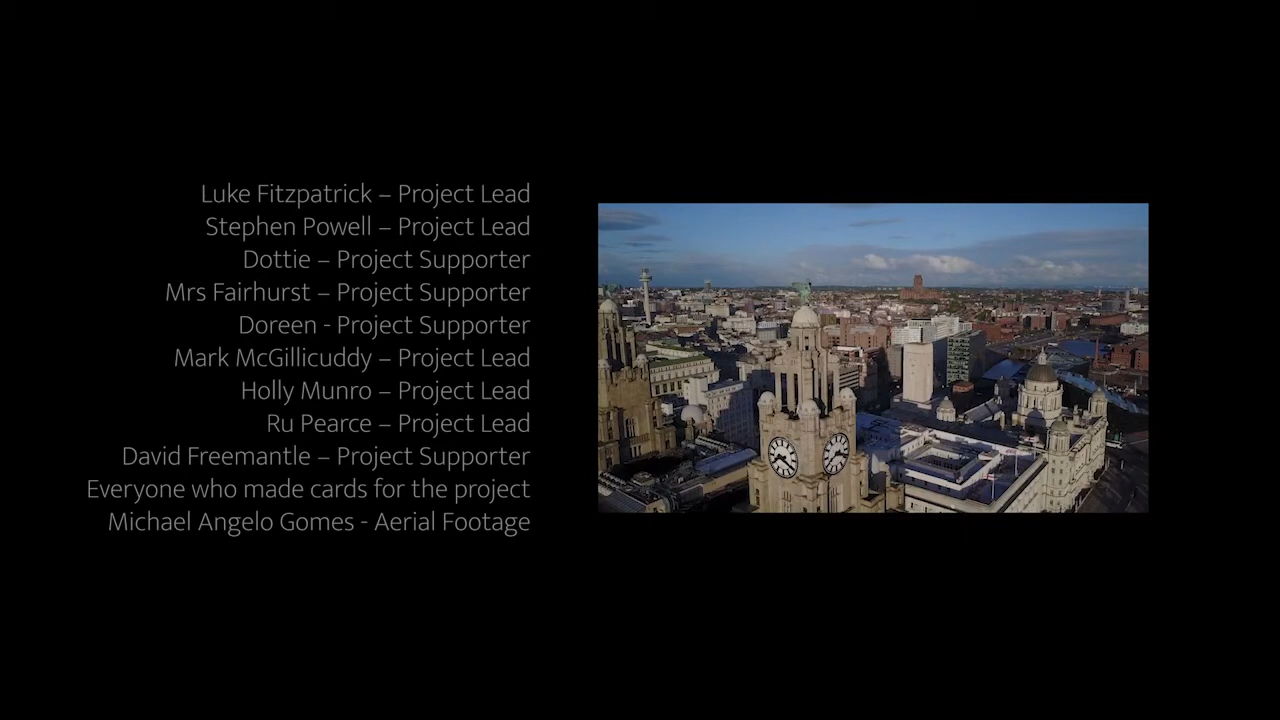 Luke Fitzpatrick – Project Lead
Stephen Powell – Project Lead
Dottie – Project Supporter
Mrs Fairhurst – Project Supporter
Doreen - Project Supporter
Mark McGillicuddy – Project Lead
Holly Munro – Project Lead
Ru Pearce – Project Lead
David Freemantle – Project Supporter
Everyone who made cards for the project
Michael Angelo Gomes - Aerial Footage